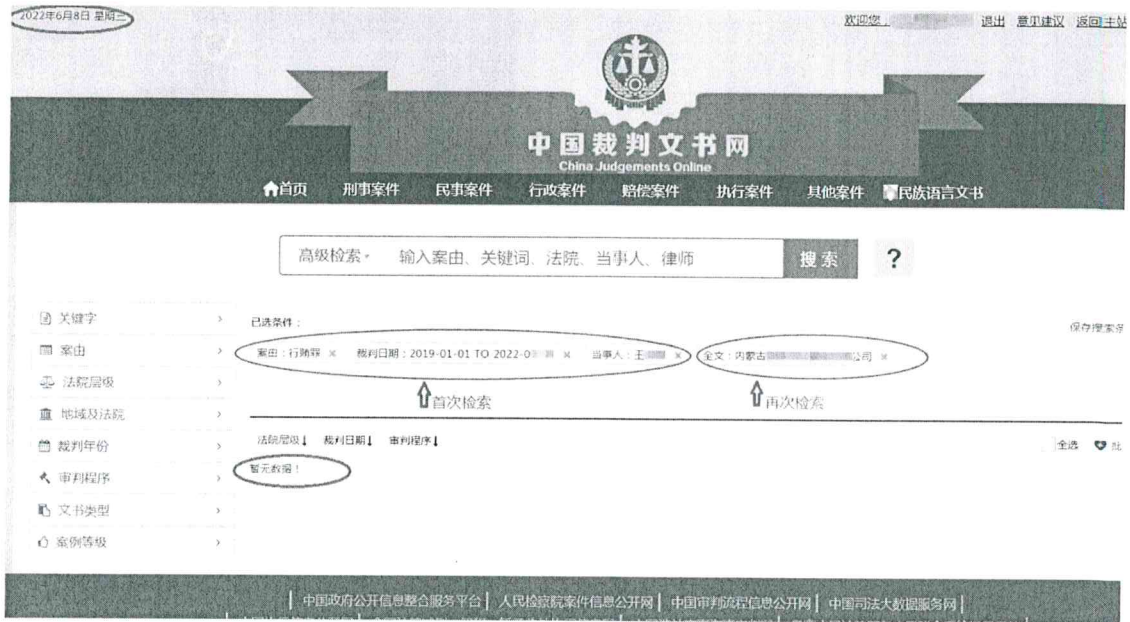 2022年6月8日 星期三
欢迎您， 退出 意见建议 返回主站
中国裁判文书网
China Judgements Online
首页 刑事案件 民事案件 行政案件 赔偿案件 执行案件 其他案件 民族语言文书
高级检索 输入案由、关键词、法院、当事人、律师 搜索 ?
关键字
已选条件： 保存搜索条
案由 案由：行贿罪 × 裁判日期：2019-01-01 TO 2022-0 × 当事人：王 × 全文：内蒙古 公司 ×
法院层级
首次检索 再次检索
地域及法院
裁判年份 法院层级 裁判日期 审判程序 全选 批
暂无数据！
审判程序
文书类型
案例等级
中国政府公开信息整合服务平台 | 人民检察院案件信息公开网 | 中国审判流程信息公开网 | 中国司法大数据服务网 |